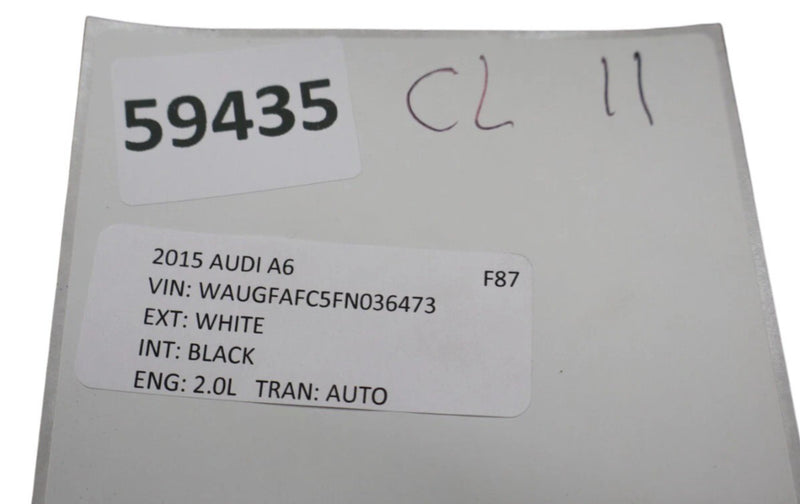 59435
CL 11
2015 AUDI A6 F87
VIN: WAUGFAFC5FN036473
EXT: WHITE
INT: BLACK
ENG: 2.0L TRAN: AUTO